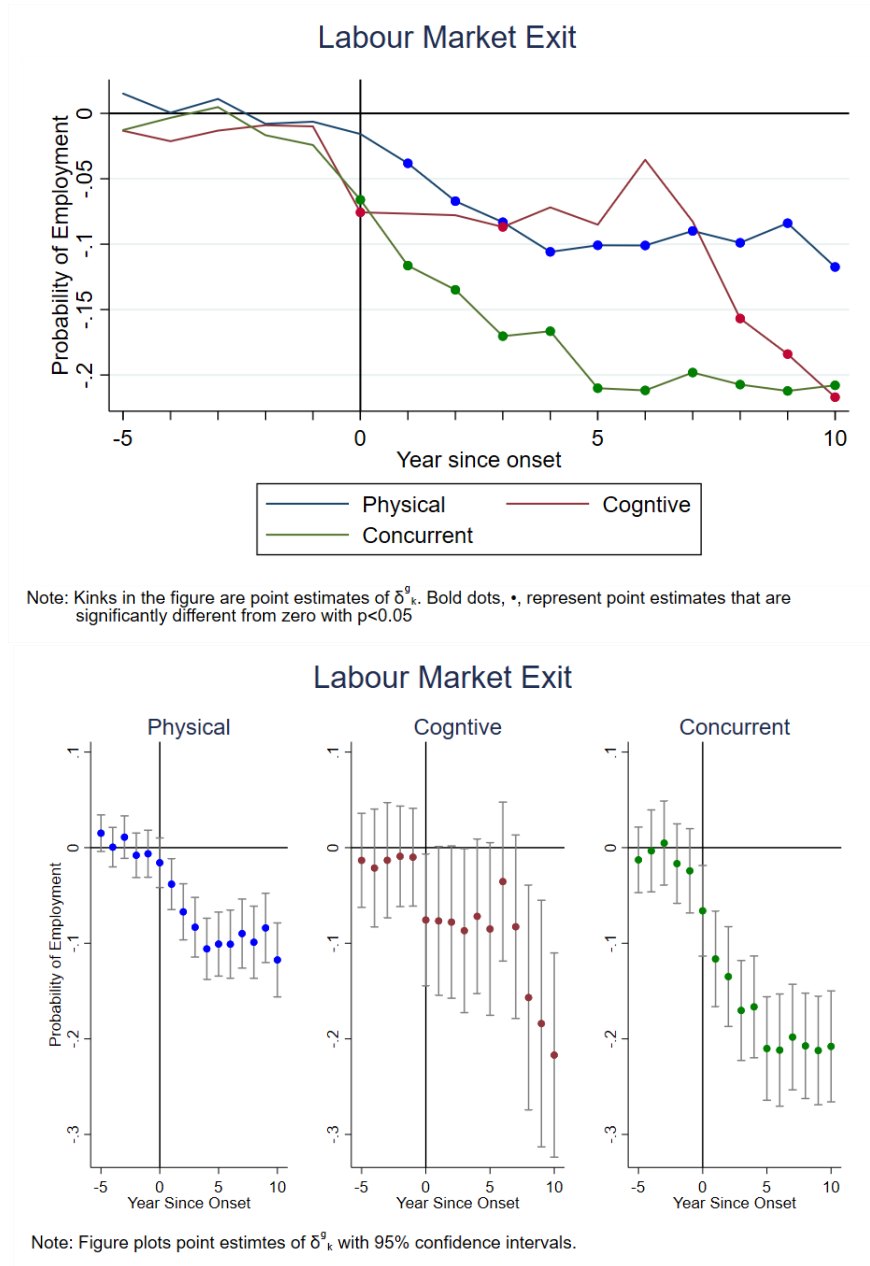 Labour Market Exit
Probability of Employment
0
-.05
-.1
-.15
-.2
-5
0
5
10
Year since onset
Physical
Cogntive
Concurrent
Note: Kinks in the figure are point estimates of δᵍₖ. Bold dots, •, represent point estimates that are
significantly different from zero with p<0.05
Labour Market Exit
Physical
Cogntive
Concurrent
Probability of Employment
.1
0
-.1
-.2
-.3
-5
0
5
10
Year Since Onset
.1
0
-.1
-.2
-.3
-5
0
5
10
Year Since Onset
.1
0
-.1
-.2
-.3
-5
0
5
10
Year Since Onset
Note: Figure plots point estimtes of δᵍₖ with 95% confidence intervals.